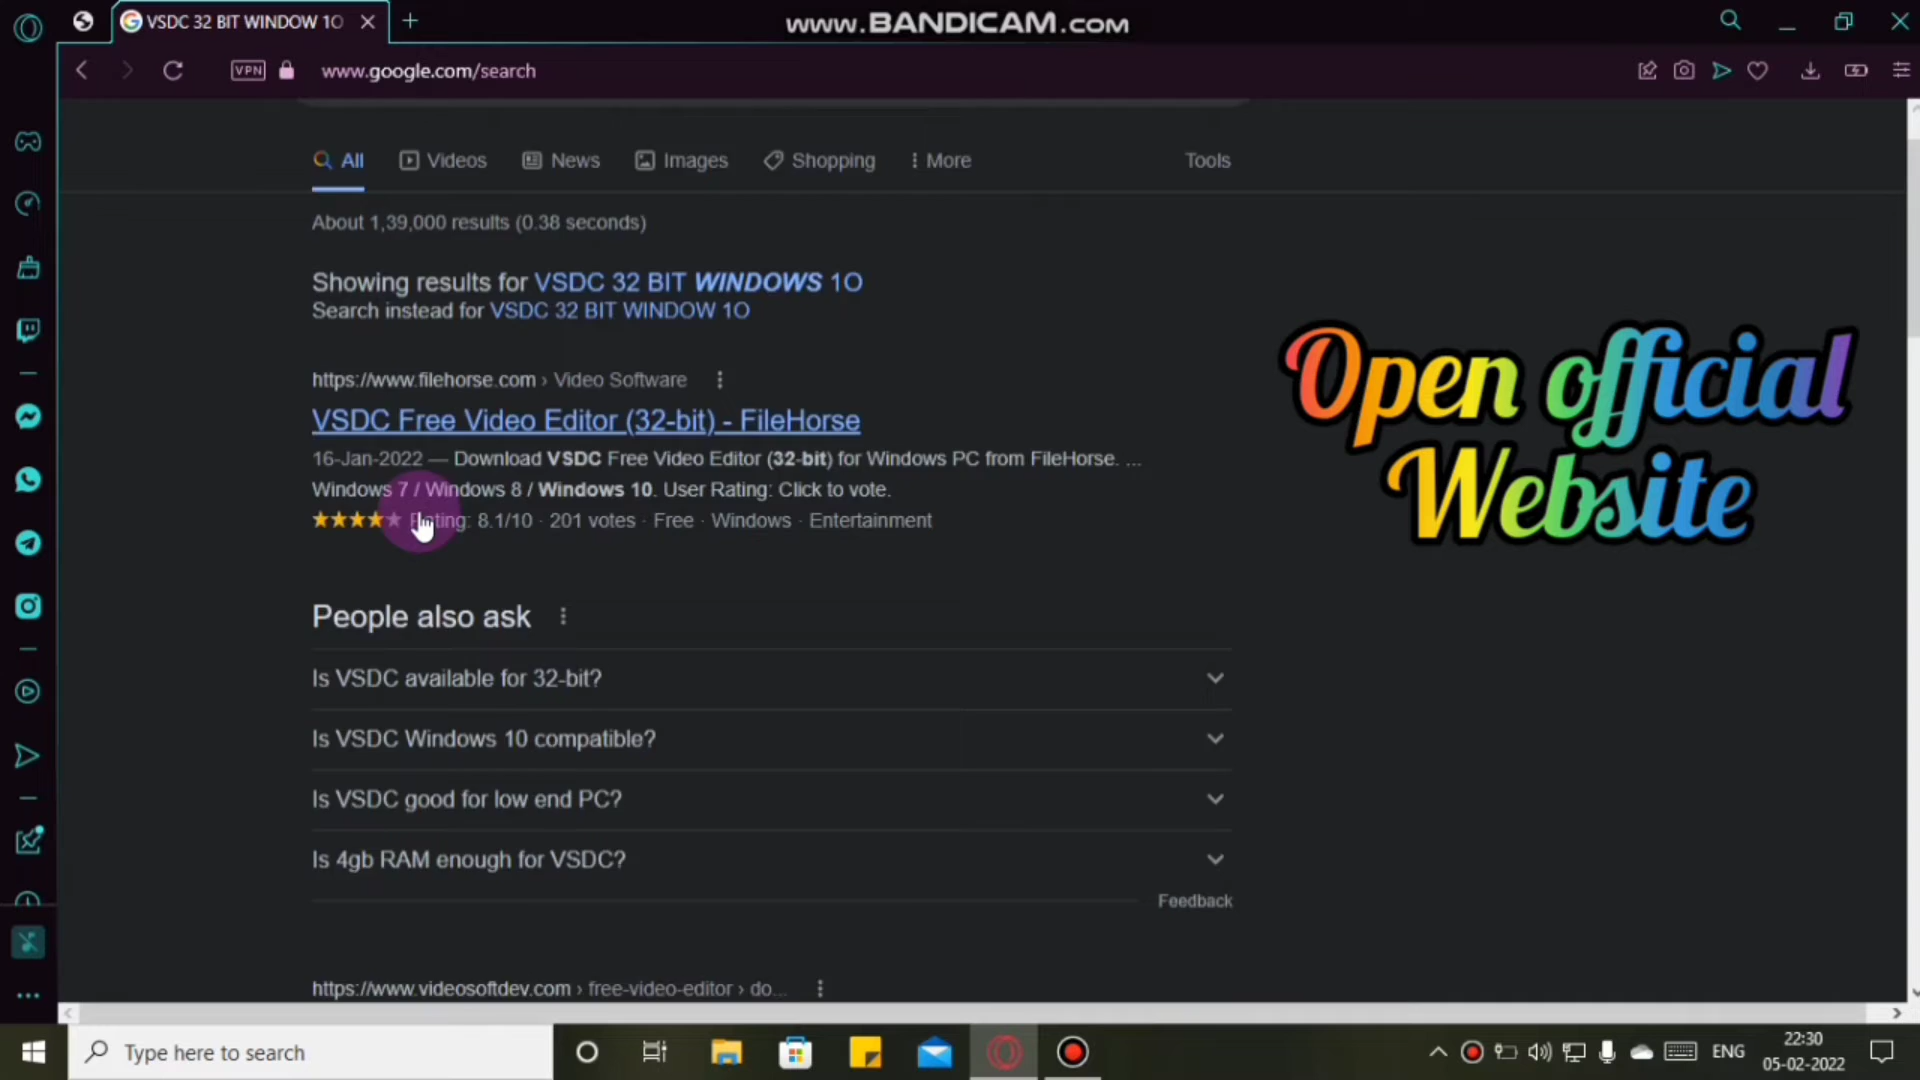 VSDC 32 BIT WINDOW 1O
www.BANDICAM.com
VPN
www.google.com/search
All
Videos
News
Images
Shopping
More
Tools
About 1,39,000 results (0.38 seconds)
Showing results for VSDC 32 BIT WINDOWS 1O
Search instead for VSDC 32 BIT WINDOW 1O
https://www.filehorse.com › Video Software
VSDC Free Video Editor (32-bit) - FileHorse
16-Jan-2022 — Download VSDC Free Video Editor (32-bit) for Windows PC from FileHorse. ...
Windows 7 / Windows 8 / Windows 10. User Rating: Click to vote.
Rating: 8.1/10 · 201 votes · Free · Windows · Entertainment
Open official
Website
People also ask
Is VSDC available for 32-bit?
Is VSDC Windows 10 compatible?
Is VSDC good for low end PC?
Is 4gb RAM enough for VSDC?
Feedback
https://www.videosoftdev.com › free-video-editor › do...
Type here to search
ENG
22:30
05-02-2022